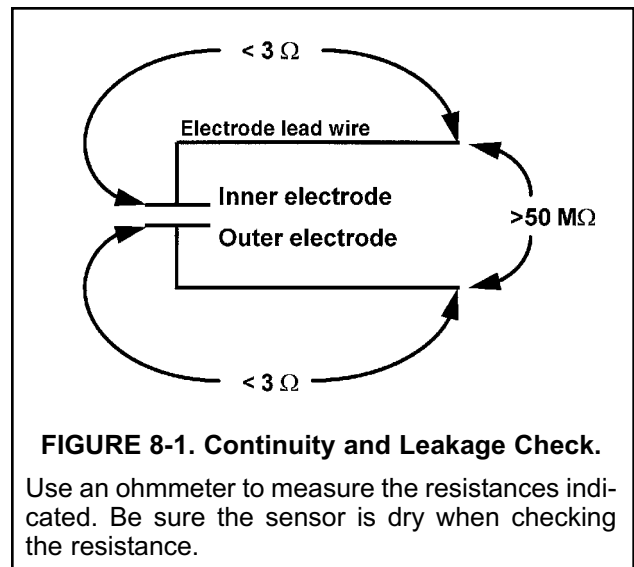 < 3 Ω
Electrode lead wire
Inner electrode
>50 MΩ
Outer electrode
< 3 Ω
FIGURE 8-1. Continuity and Leakage Check.
Use an ohmmeter to measure the resistances indi-
cated. Be sure the sensor is dry when checking
the resistance.